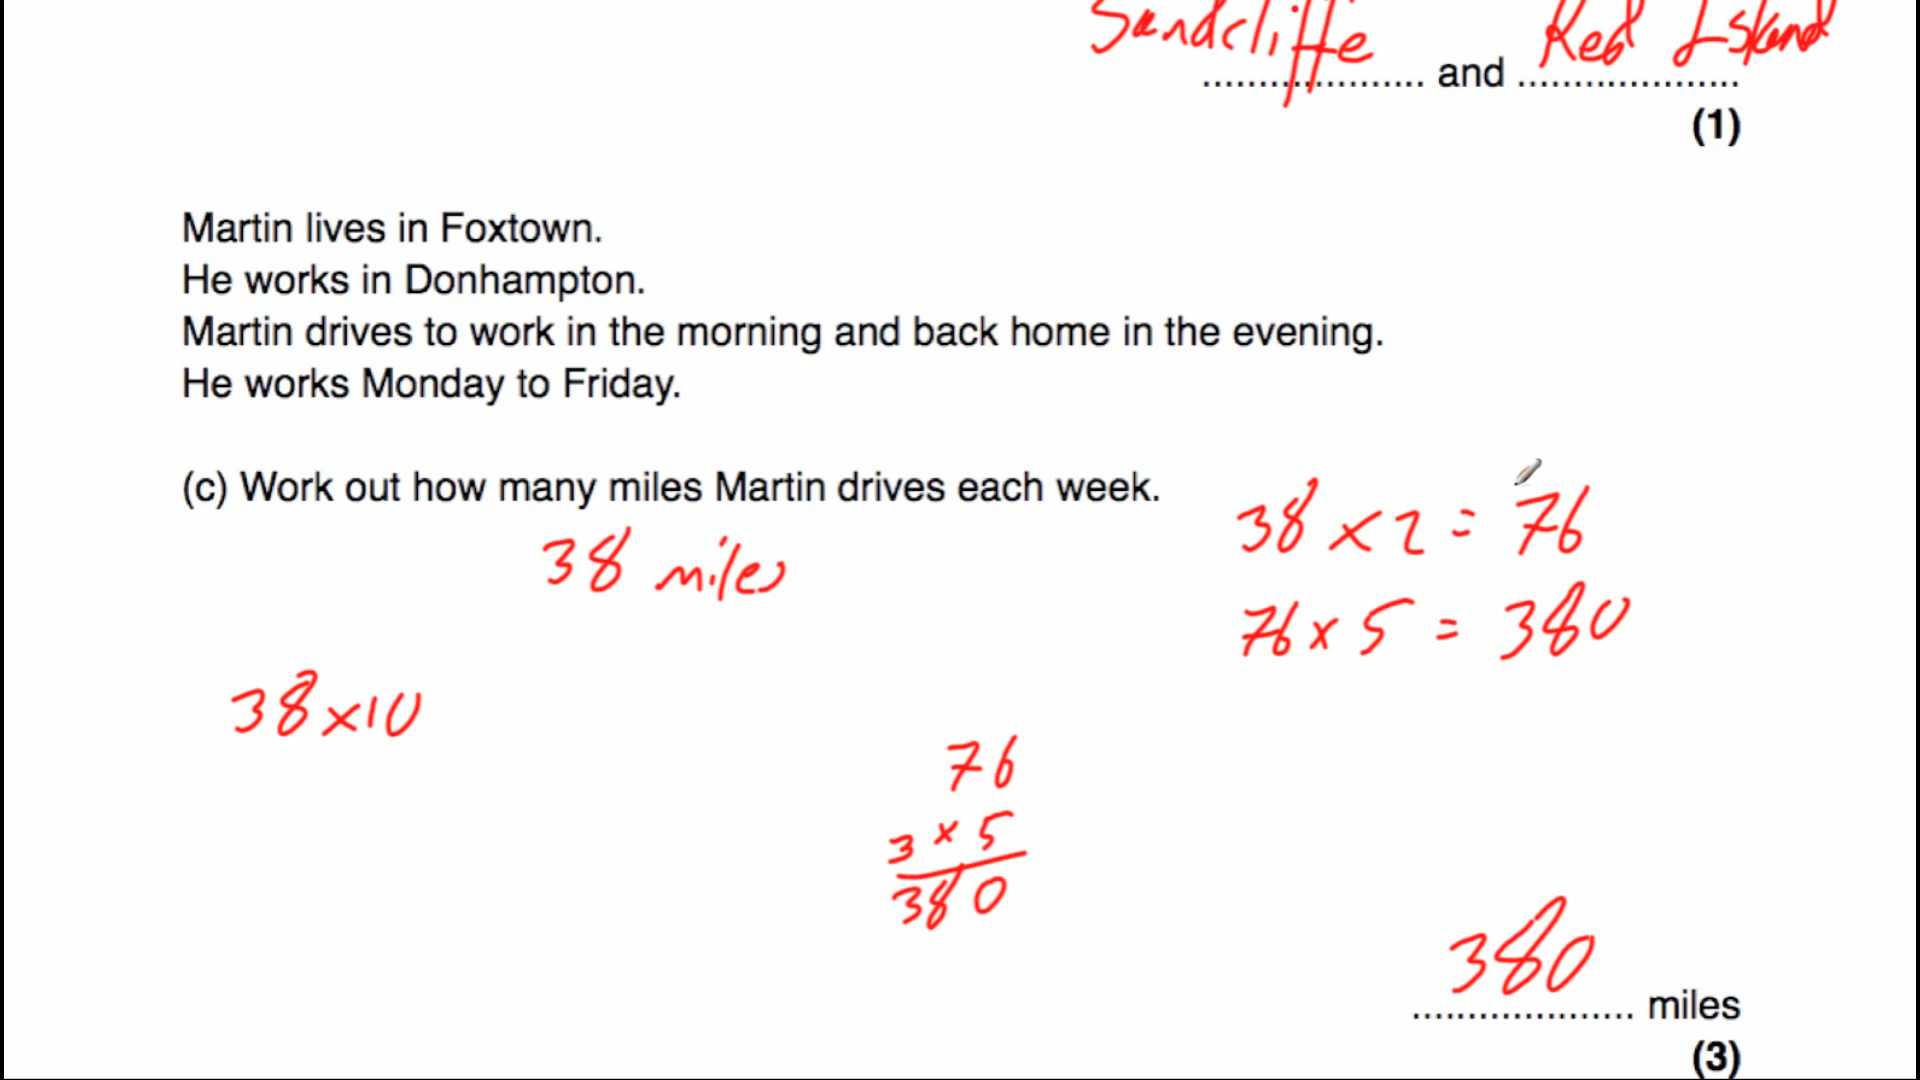 Sandcliffe and Red Island
(1)
Martin lives in Foxtown.
He works in Donhampton.
Martin drives to work in the morning and back home in the evening.
He works Monday to Friday.
(c) Work out how many miles Martin drives each week.
38 miles
38 × 2 = 76
76 × 5 = 380
38 × 10
76
3 × 5
380
380
.................... miles
(3)